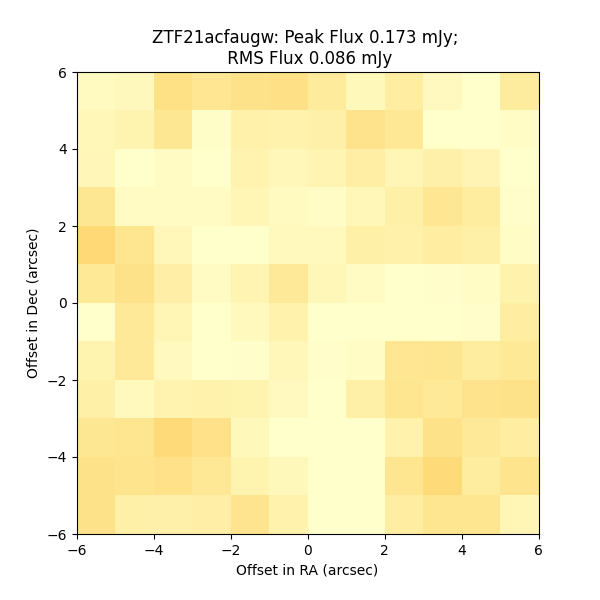 ZTF21acfaugw: Peak Flux 0.173 mJy;
RMS Flux 0.086 mJy
6
4
2
0
−2
−4
−6
Offset in Dec (arcsec)
−6 −4 −2 0 2 4 6
Offset in RA (arcsec)